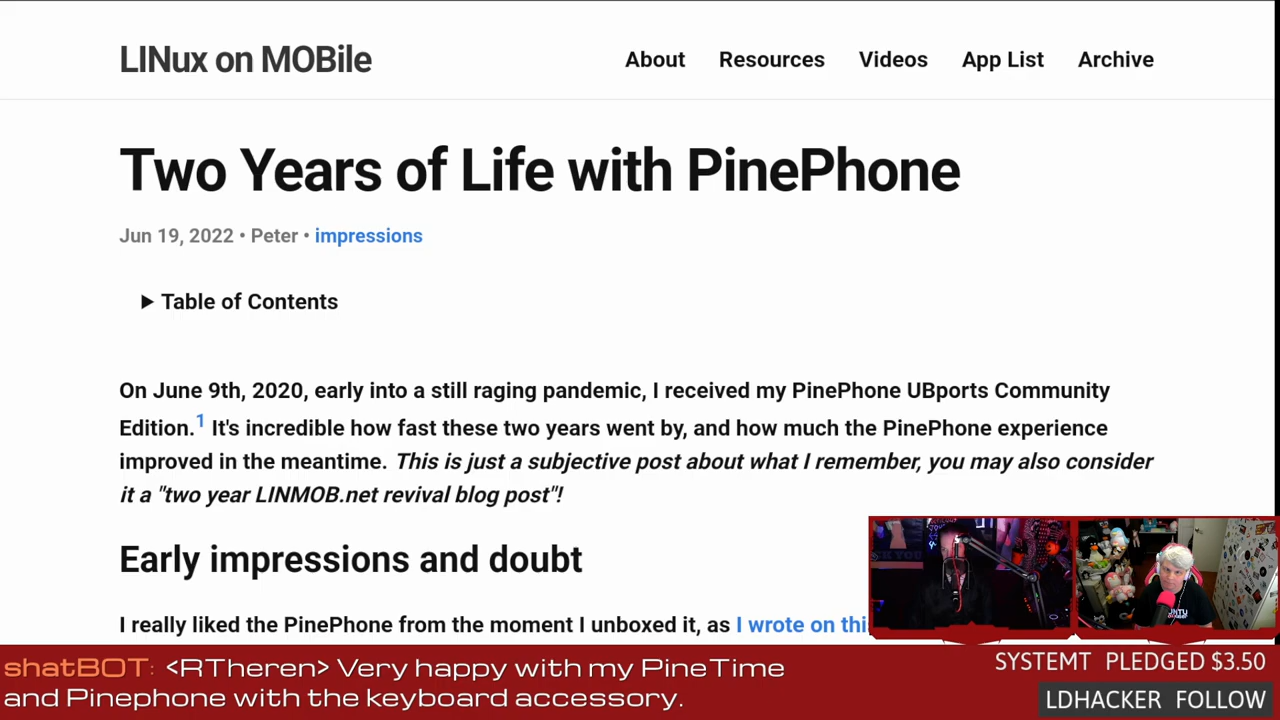 LINux on MOBile
About Resources Videos App List Archive
Two Years of Life with PinePhone
Jun 19, 2022 • Peter • impressions
▶ Table of Contents
On June 9th, 2020, early into a still raging pandemic, I received my PinePhone UBports Community
Edition.1 It's incredible how fast these two years went by, and how much the PinePhone experience
improved in the meantime. This is just a subjective post about what I remember, you may also consider
it a "two year LINMOB.net revival blog post"!
Early impressions and doubt
I really liked the PinePhone from the moment I unboxed it, as I wrote on thi
shatBOT: <RTheren> Very happy with my PineTime
and Pinephone with the keyboard accessory.
SYSTEMT PLEDGED $3.50
LDHACKER FOLLOW